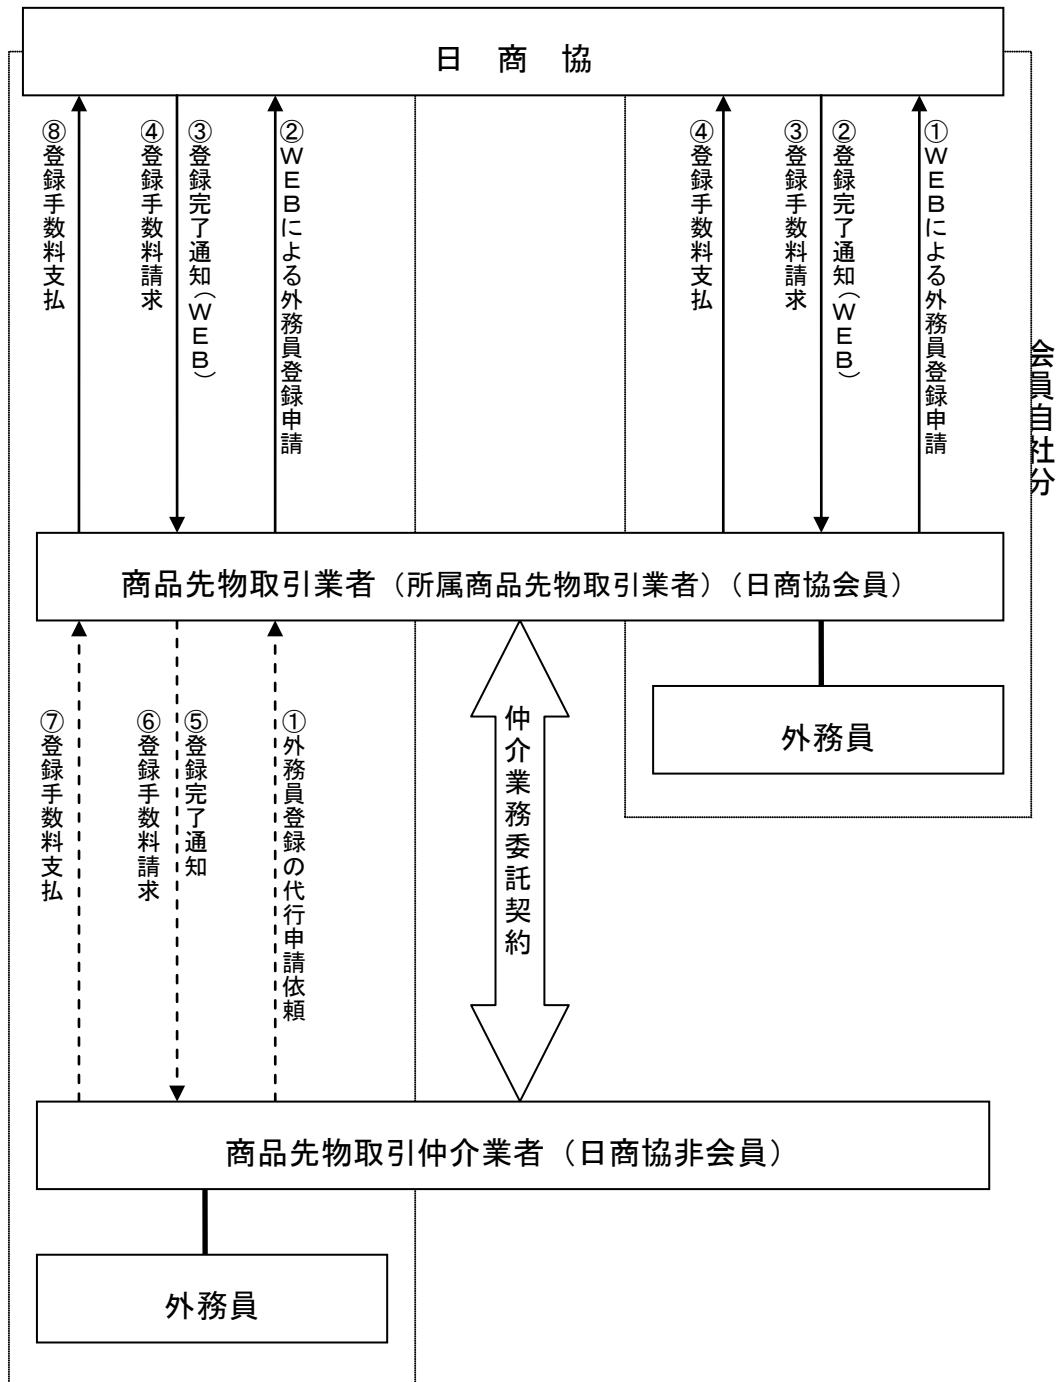 日 商 協
⑧登録手数料支払
④登録手数料請求
③登録完了通知（ＷＥＢ）
②ＷＥＢによる外務員登録申請
④登録手数料支払
③登録手数料請求
②登録完了通知（ＷＥＢ）
①ＷＥＢによる外務員登録申請
会員自社分
商品先物取引業者（所属商品先物取引業者）（日商協会員）
⑦登録手数料支払
⑥登録手数料請求
⑤登録完了通知
①外務員登録の代行申請依頼
仲介業務委託契約
外務員
商品先物取引仲介業者（日商協非会員）
外務員